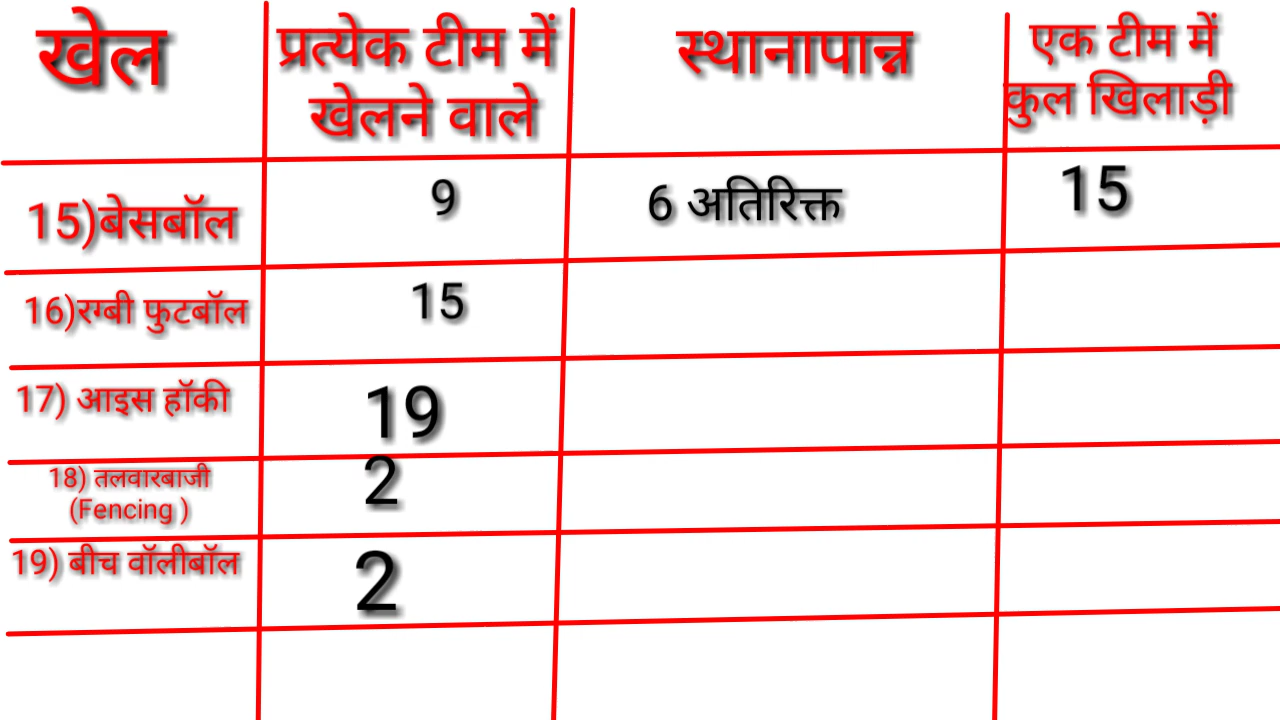 खेल
प्रत्येक टीम में
खेलने वाले
स्थानापान्न
एक टीम में
कुल खिलाड़ी
15)बेसबॉल
9
6 अतिरिक्त
15
16)रग्बी फुटबॉल
15
17) आइस हॉकी
19
18) तलवारबाजी
(Fencing )
2
19) बीच वॉलीबॉल
2